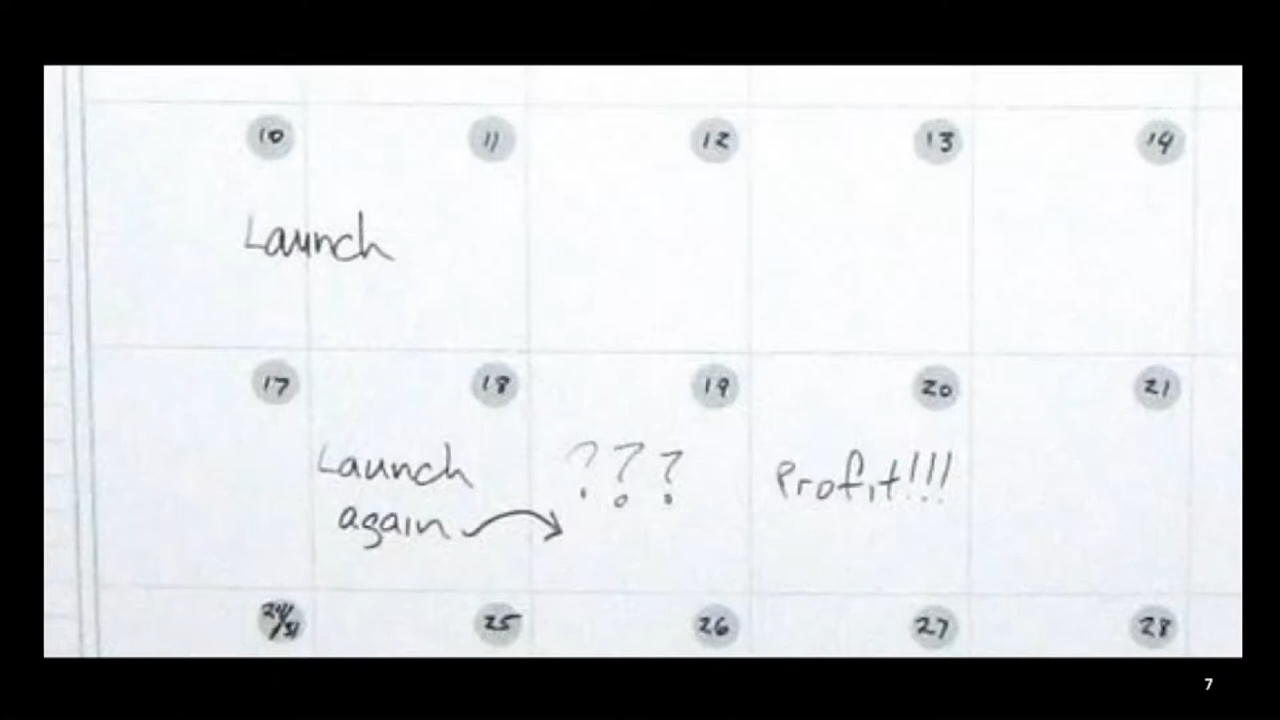 10 11 12 13 14
Launch
17 18 19 20 21
Launch ??? Profit!!!
again
24/31 25 26 27 28
7